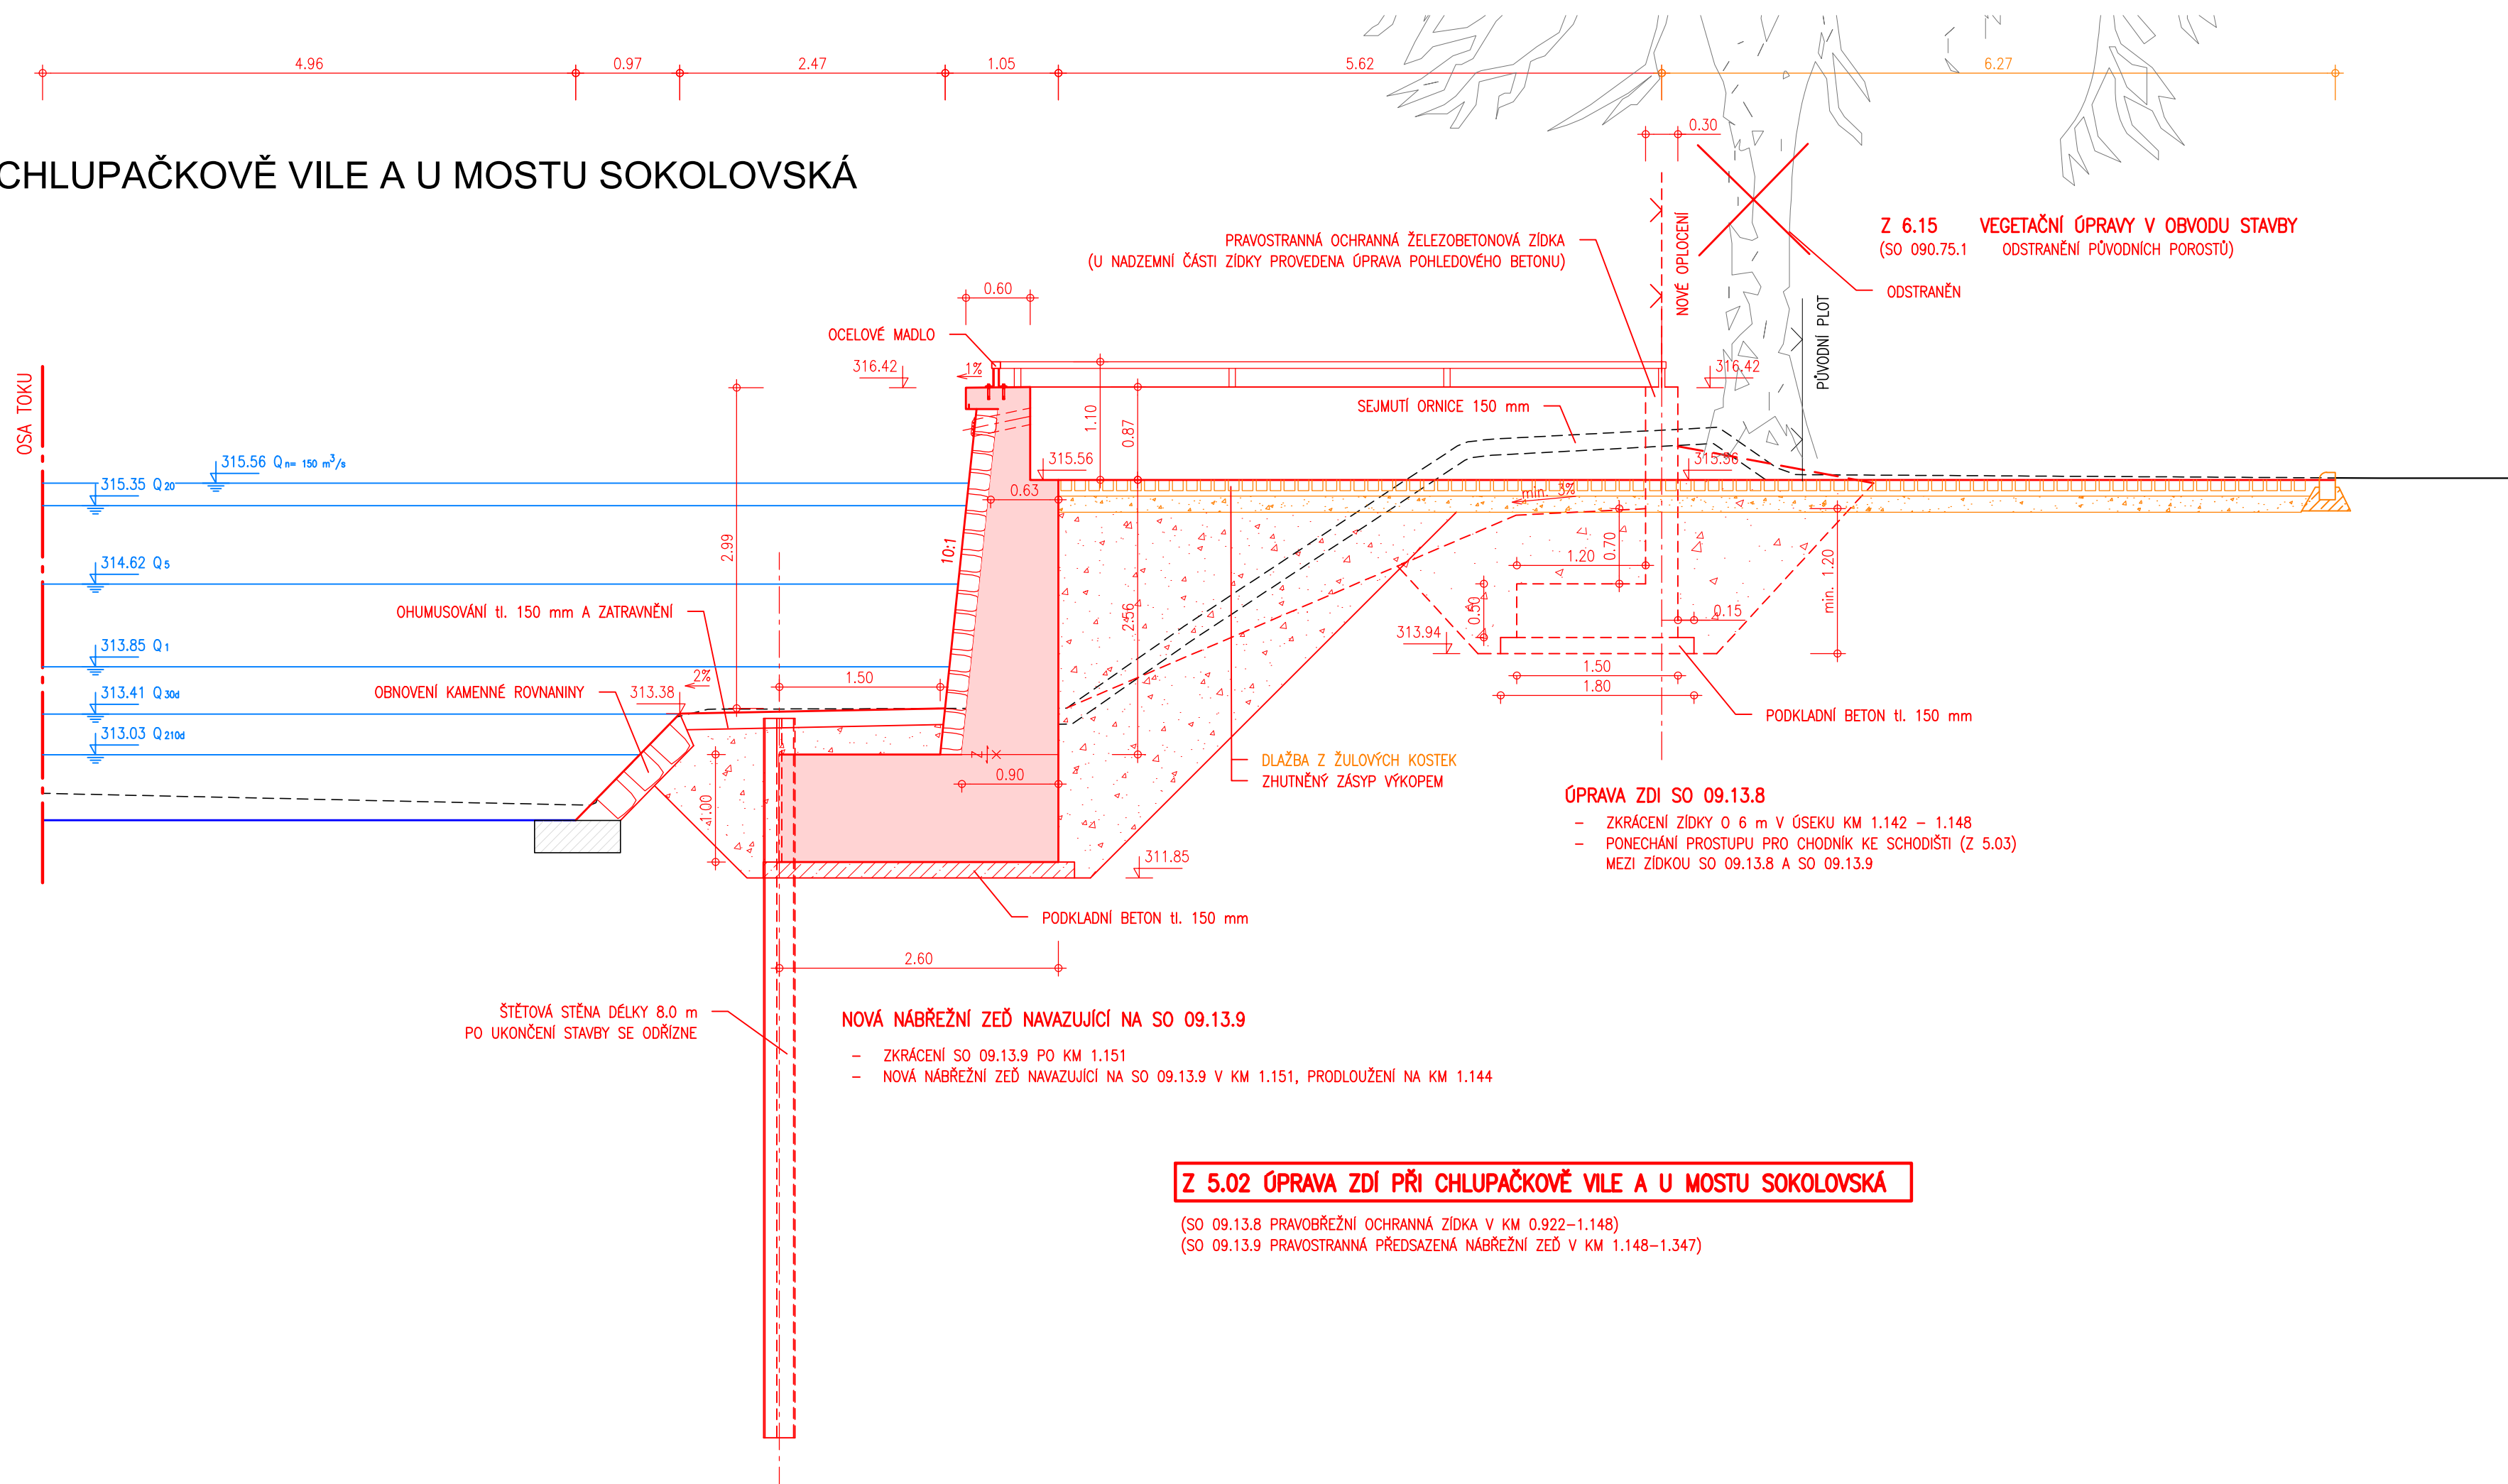 4.96 0.97 2.47 1.05 5.62 6.27
0.30
CHLUPAČKOVĚ VILE A U MOSTU SOKOLOVSKÁ
Z 6.15 VEGETAČNÍ ÚPRAVY V OBVODU STAVBY
(SO 090.75.1 ODSTRANĚNÍ PŮVODNÍCH POROSTŮ)
ODSTRANĚN
PRAVOSTRANNÁ OCHRANNÁ ŽELEZOBETONOVÁ ZÍDKA
(U NADZEMNÍ ČÁSTI ZÍDKY PROVEDENA ÚPRAVA POHLEDOVÉHO BETONU)
NOVÉ OPLOCENÍ
PŮVODNÍ PLOT
0.60
OCELOVÉ MADLO
316.42
1%
316.42
OSA TOKU
SEJMUTÍ ORNICE 150 mm
1.10
0.87
315.56 Qn= 150 m³/s
315.35 Q20
315.56
315.96
0.63
min. 3%
2.99
10:1
314.62 Q5
1.20
0.70
min. 1.20
OHUMUSOVÁNÍ tl. 150 mm A ZATRAVNĚNÍ
2.56
0.50
0.15
313.94
313.85 Q1
2%
1.50
1.50
1.80
313.41 Q30d
OBNOVENÍ KAMENNÉ ROVNANINY
313.38
PODKLADNÍ BETON tl. 150 mm
313.03 Q210d
0.90
1.00
DLAŽBA Z ŽULOVÝCH KOSTEK
ZHUTNĚNÝ ZÁSYP VÝKOPEM
ÚPRAVA ZDI SO 09.13.8
- ZKRÁCENÍ ZÍDKY O 6 m V ÚSEKU KM 1.142 - 1.148
- PONECHÁNÍ PROSTUPU PRO CHODNÍK KE SCHODIŠTI (Z 5.03)
MEZI ZÍDKOU SO 09.13.8 A SO 09.13.9
311.85
PODKLADNÍ BETON tl. 150 mm
2.60
ŠTĚTOVÁ STĚNA DÉLKY 8.0 m
PO UKONČENÍ STAVBY SE ODŘÍZNE
NOVÁ NÁBŘEŽNÍ ZEĎ NAVAZUJÍCÍ NA SO 09.13.9
- ZKRÁCENÍ SO 09.13.9 PO KM 1.151
- NOVÁ NÁBŘEŽNÍ ZEĎ NAVAZUJÍCÍ NA SO 09.13.9 V KM 1.151, PRODLOUŽENÍ NA KM 1.144
Z 5.02 ÚPRAVA ZDÍ PŘI CHLUPAČKOVĚ VILE A U MOSTU SOKOLOVSKÁ
(SO 09.13.8 PRAVOBŘEŽNÍ OCHRANNÁ ZÍDKA V KM 0.922-1.148)
(SO 09.13.9 PRAVOSTRANNÁ PŘEDSAZENÁ NÁBŘEŽNÍ ZEĎ V KM 1.148-1.347)